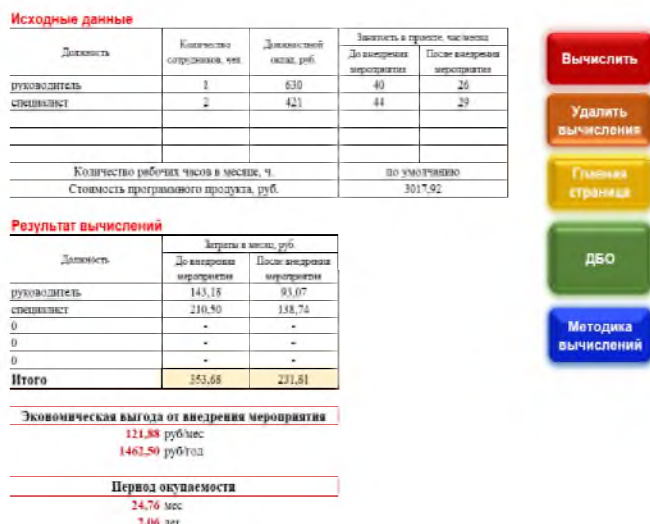 Исходные данные
Должность
Количество сотрудников, чел
Должностной оклад, руб.
Занятость в проекте, час/месяц
До внедрения мероприятия
После внедрения мероприятия
руководитель 1 630 40 26
специалист 2 421 44 29
Количество рабочих часов в месяце, ч. по умолчанию
Стоимость программного продукта, руб. 3017,92
Результат вычислений
Должность
Затраты в месяц, руб.
До внедрения мероприятия
После внедрения мероприятия
руководитель 143,18 93,07
специалист 210,50 138,74
0 - -
0 - -
0 - -
Итого 353,68 231,81
Экономическая выгода от внедрения мероприятия
121,88 руб/мес
1462,50 руб/год
Период окупаемости
24,76 мес
2,06 лет
Вычислить
Удалить
вычисления
Главная
страница
ДБО
Методика
вычислений